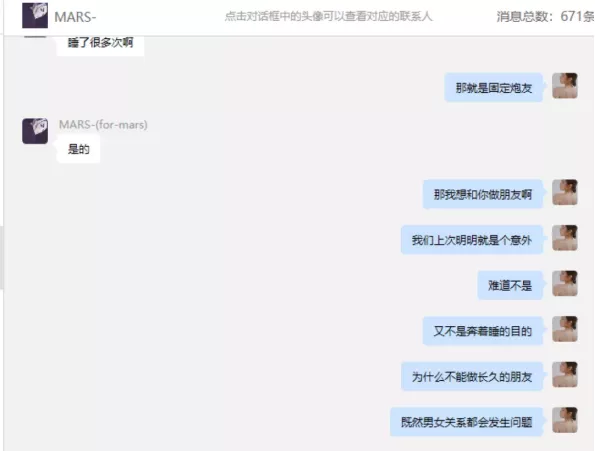 MARS-
点击对话框中的头像可以查看对应的联系人
消息总数：671条
睡了很多次啊
那就是固定炮友
MARS-(for-mars)
是的
那我想和你做朋友啊
我们上次明明就是个意外
难道不是
又不是奔着睡的目的
为什么不能做长久的朋友
既然男女关系都会发生问题